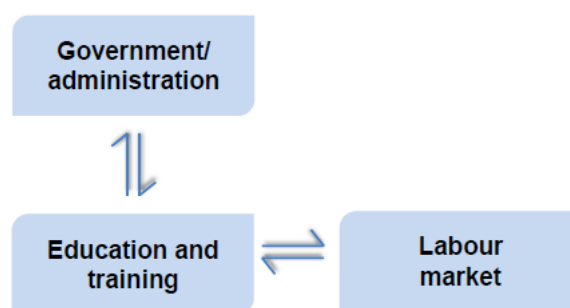 Government/
administration
Education and
training
Labour
market